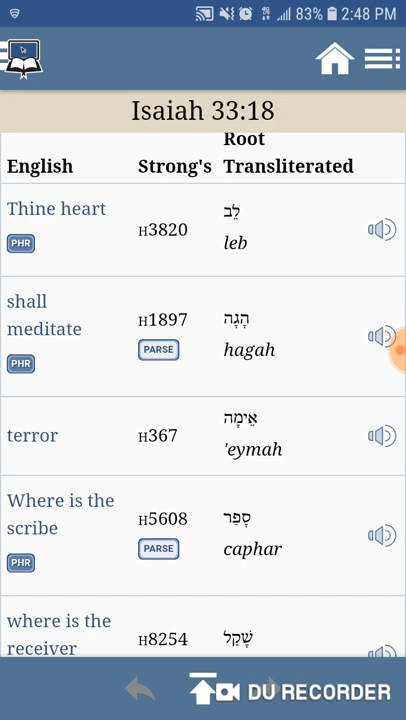 83% 2:48 PM
Isaiah 33:18
Root
English Strong's Transliterated
Thine heart
PHR
H3820
לֵב
leb
shall
meditate
PHR
H1897
PARSE
הָגָה
hagah
terror
H367
אֵימָה
'eymah
Where is the
scribe
PHR
H5608
PARSE
סָפַר
caphar
where is the
receiver
H8254
שָׁקַל
DU RECORDER